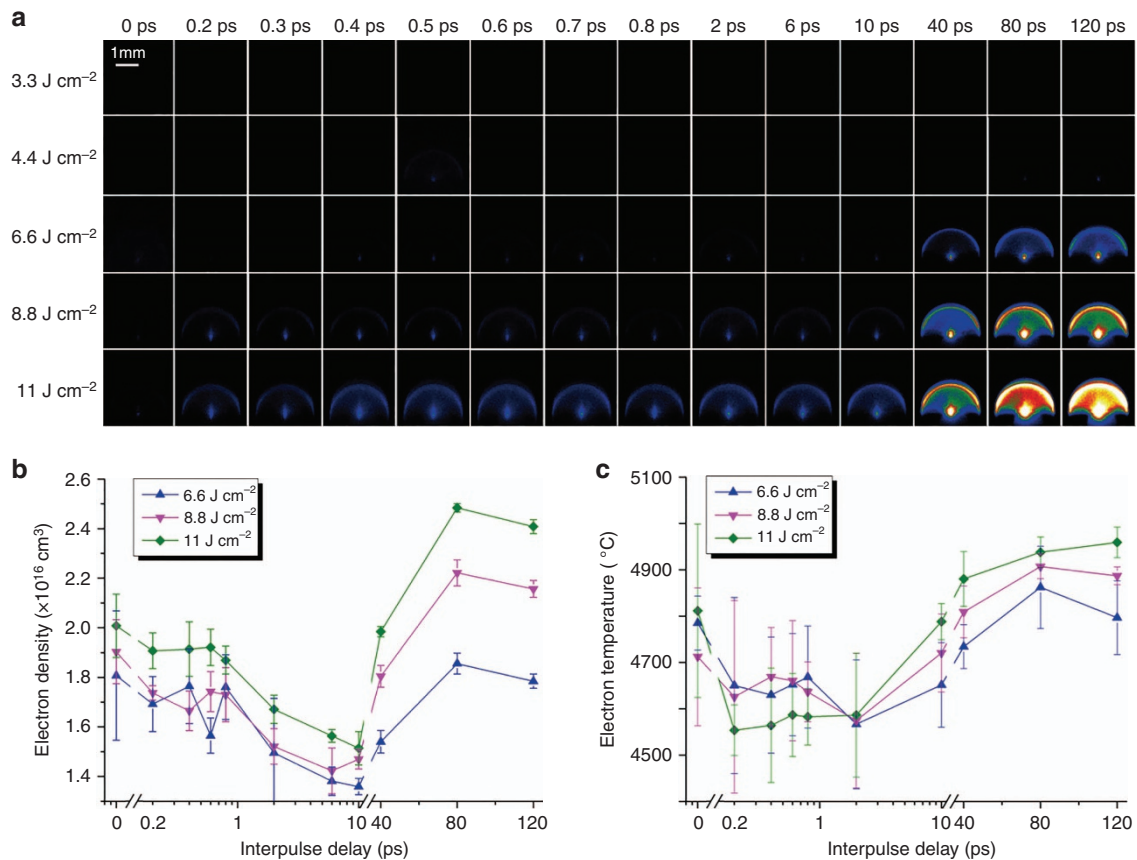 a
0 ps 0.2 ps 0.3 ps 0.4 ps 0.5 ps 0.6 ps 0.7 ps 0.8 ps 2 ps 6 ps 10 ps 40 ps 80 ps 120 ps
1mm
3.3 J cm⁻²
4.4 J cm⁻²
6.6 J cm⁻²
8.8 J cm⁻²
11 J cm⁻²
b
2.6
2.4
2.2
2.0
1.8
1.6
1.4
Electron density (×10¹⁶ cm³)
6.6 J cm⁻²
8.8 J cm⁻²
11 J cm⁻²
0 0.2 1 10 40 80 120
Interpulse delay (ps)
c
5100
4900
4700
4500
Electron temperature (°C)
6.6 J cm⁻²
8.8 J cm⁻²
11 J cm⁻²
0 0.2 1 10 40 80 120
Interpulse delay (ps)